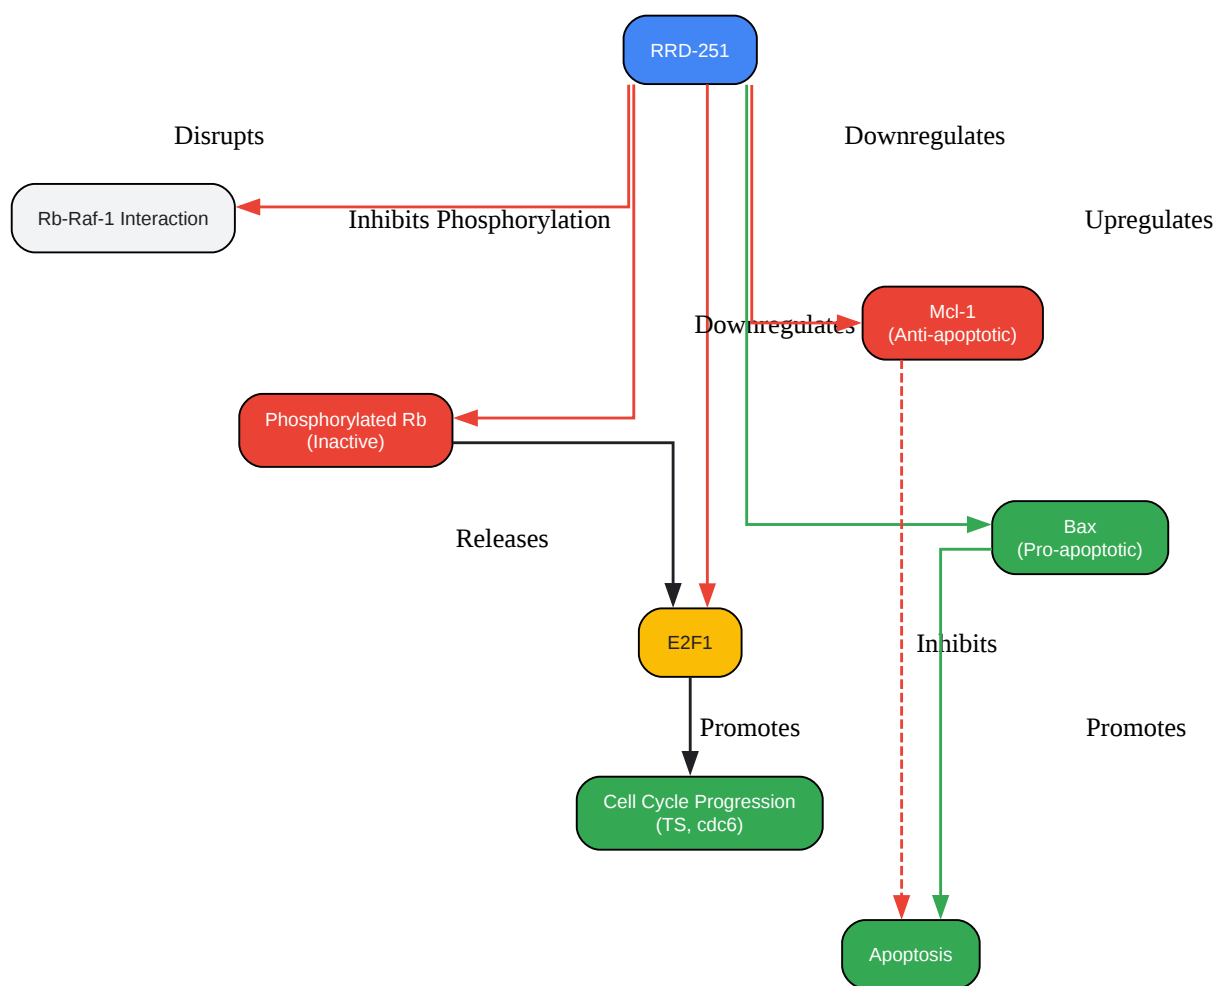 RRD-251
Disrupts
Downregulates
Rb-Raf-1 Interaction
Inhibits Phosphorylation
Upregulates
Mcl-1
(Anti-apoptotic)
Downregulates
Phosphorylated Rb
(Inactive)
Bax
(Pro-apoptotic)
Releases
E2F1
Inhibits
Promotes
Promotes
Cell Cycle Progression
(TS, cdc6)
Apoptosis